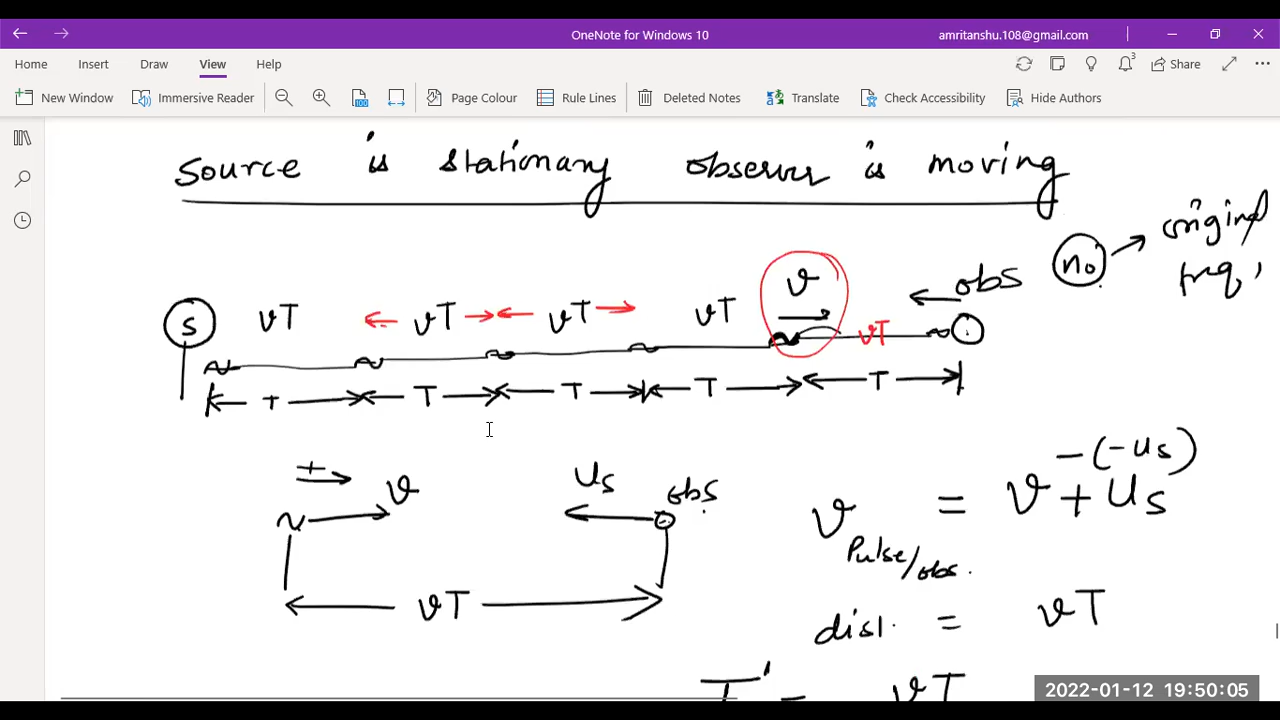 OneNote for Windows 10
amritanshu.108@gmail.com
Home Insert Draw View Help
Share
New Window Immersive Reader 100 Page Colour Rule Lines Deleted Notes Translate Check Accessibility Hide Authors
Source is stationary observer is moving
n₀ → original freq,
S vT vT vT vT v vT obs
T T T T T
+ v Us obs
vT
- (-Us)
v Pulse/obs. = v + Us
dist. = vT
T' = vT
2022-01-12 19:50:05